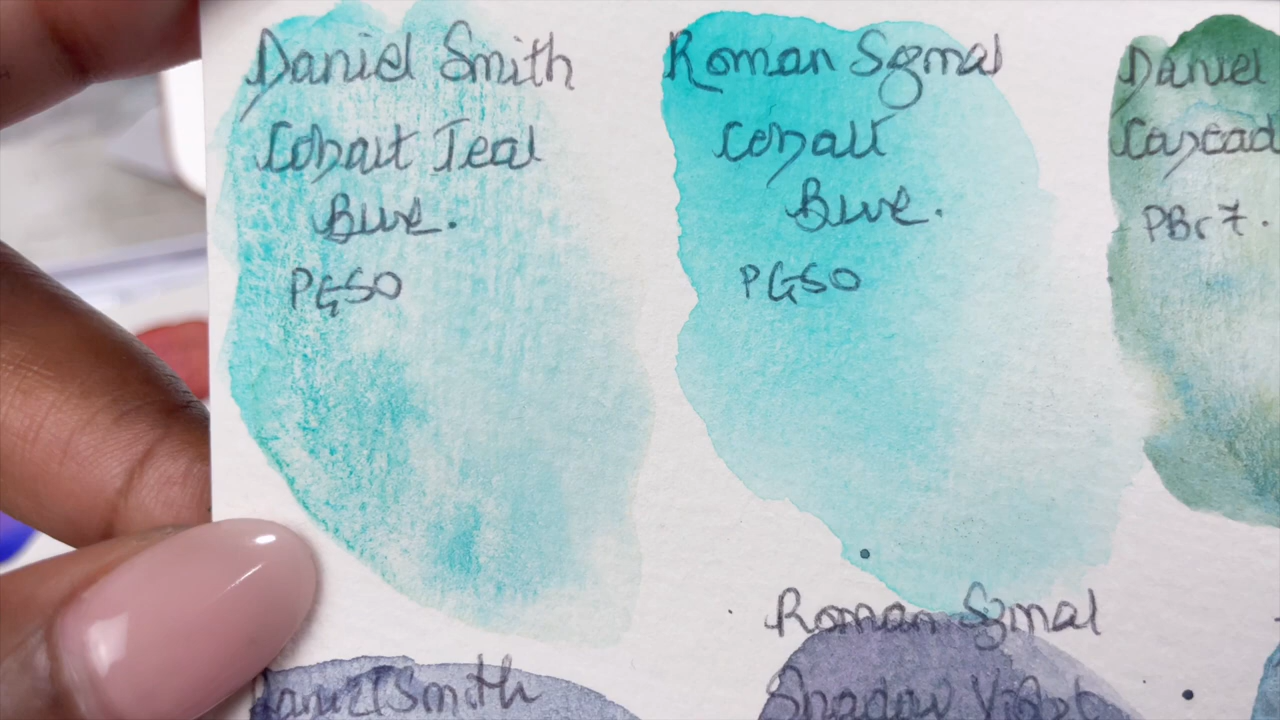 Daniel Smith
Cobalt Teal
Blue.
PG50
Roman Szmal
Cobalt
Blue.
PG50
Daniel
Cascad
PBr7.
Daniel Smith
Roman Szmal
Shadow Violet